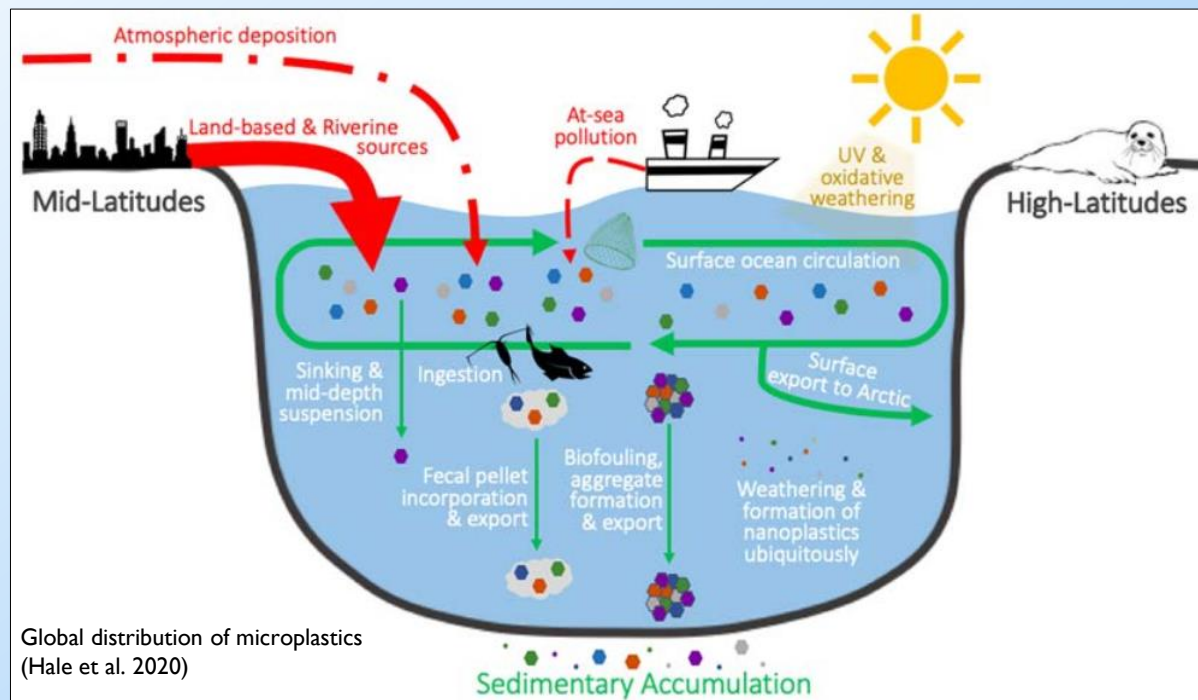 Atmospheric deposition
Land-based & Riverine
sources
At-sea
pollution
UV &
oxidative
weathering
Mid-Latitudes
High-Latitudes
Surface ocean circulation
Sinking &
mid-depth
suspension
Ingestion
Surface
export to Arctic
Fecal pellet
incorporation
& export
Biofouling,
aggregate
formation
& export
Weathering &
formation of
nanoplastics
ubiquitously
Global distribution of microplastics
(Hale et al. 2020)
Sedimentary Accumulation